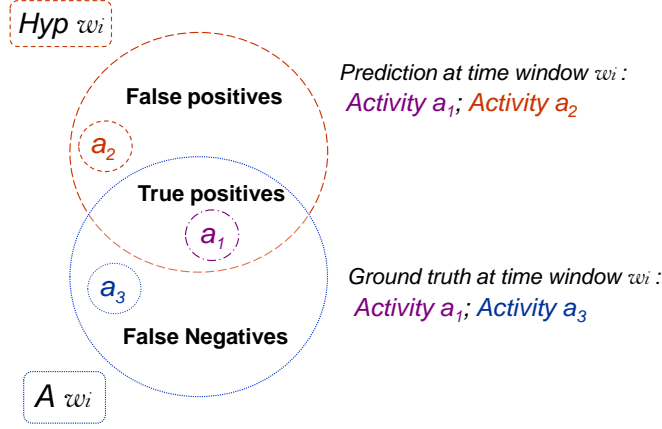 Hyp wi
False positives
Prediction at time window wi :
Activity a1; Activity a2
a2
True positives
a1
Ground truth at time window wi :
Activity a1; Activity a3
a3
False Negatives
A wi